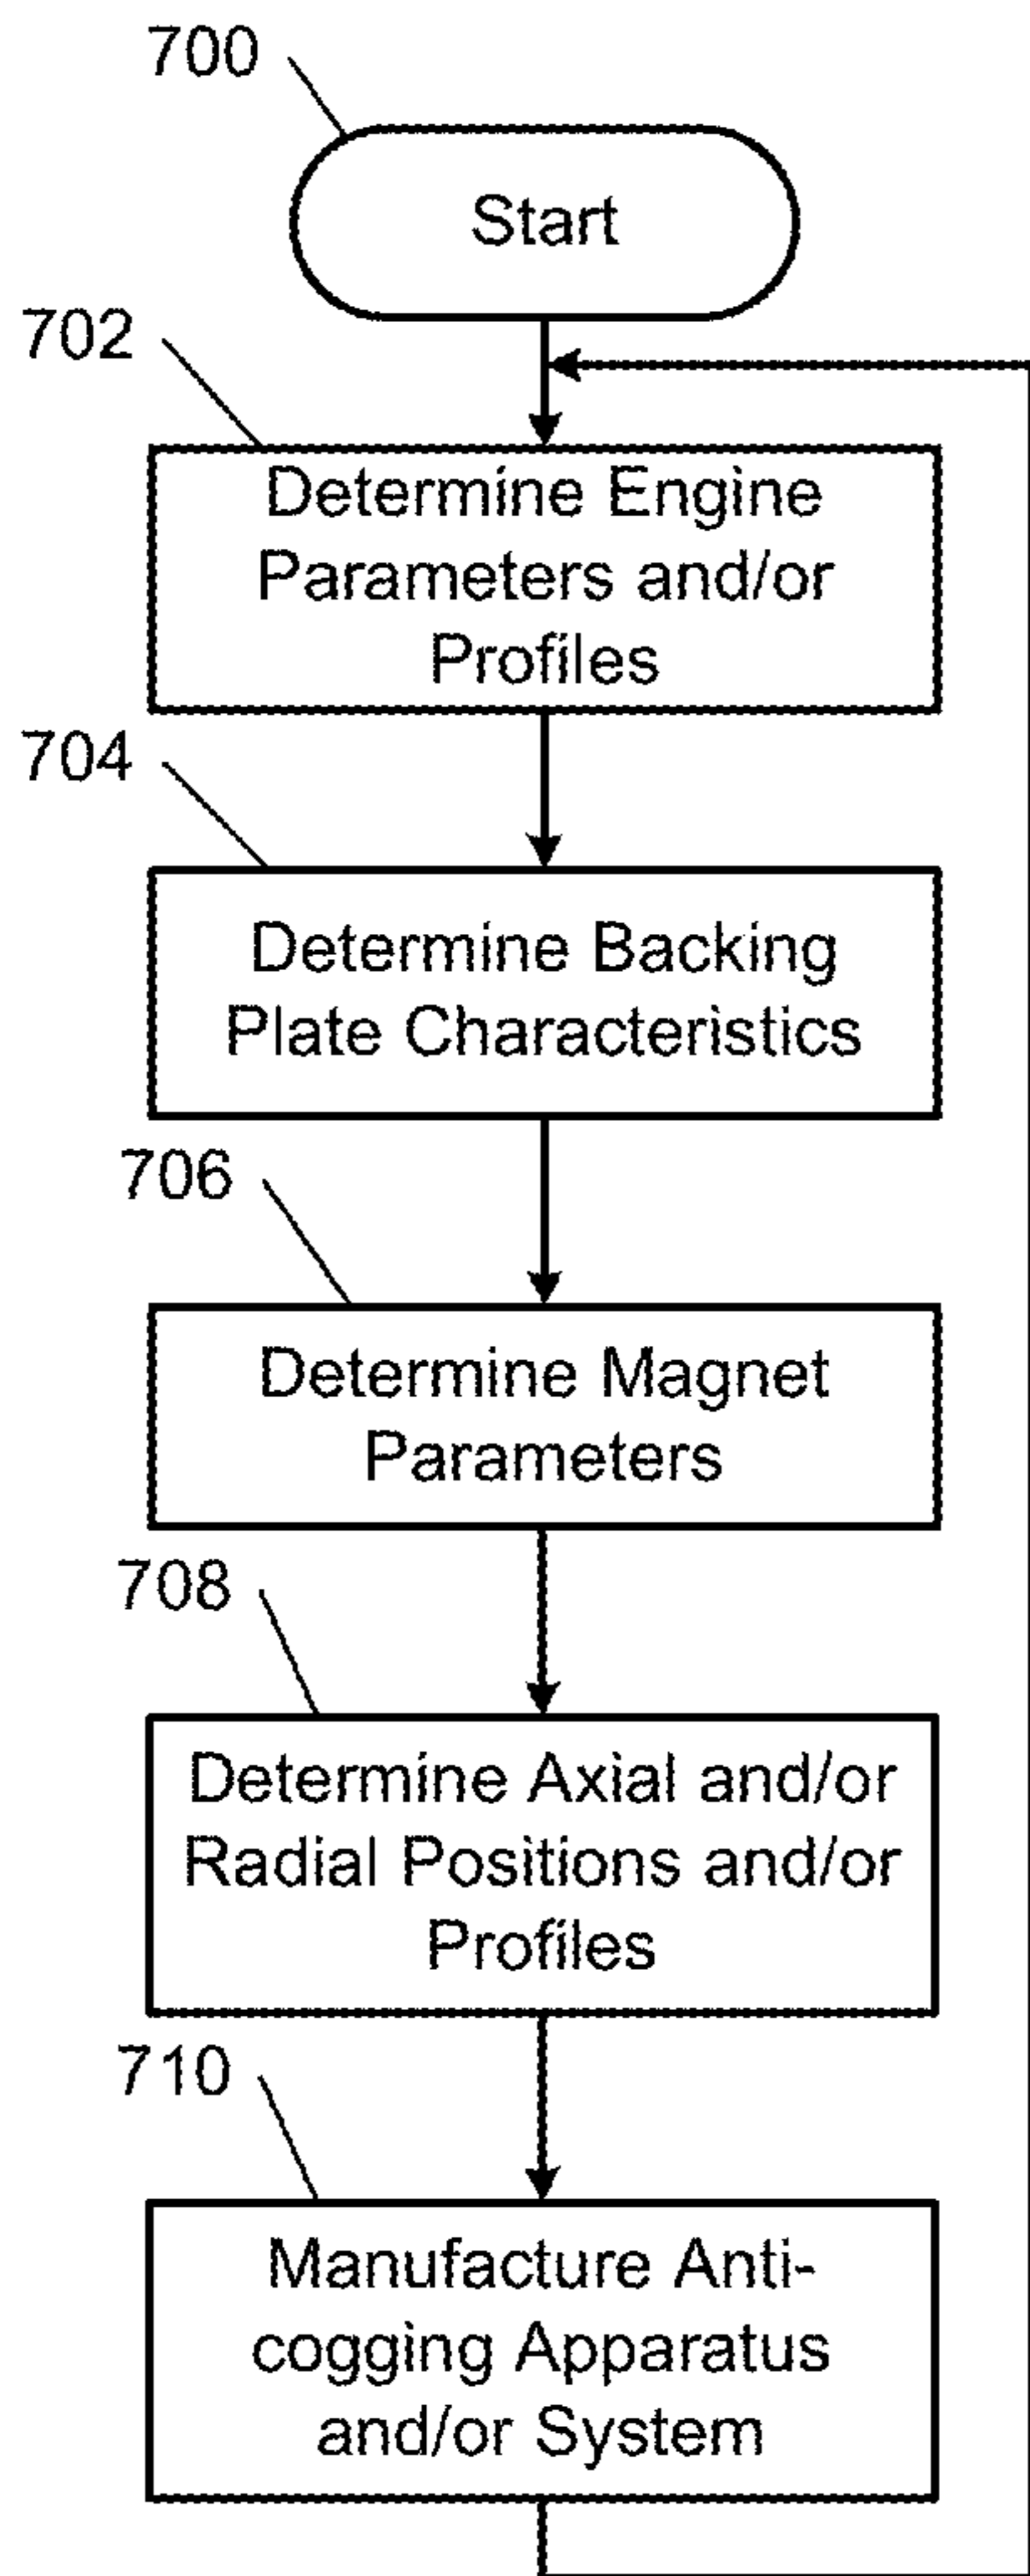 700
Start
702
Determine Engine
Parameters and/or
Profiles
704
Determine Backing
Plate Characteristics
706
Determine Magnet
Parameters
708
Determine Axial and/or
Radial Positions and/or
Profiles
710
Manufacture Anti-
cogging Apparatus
and/or System